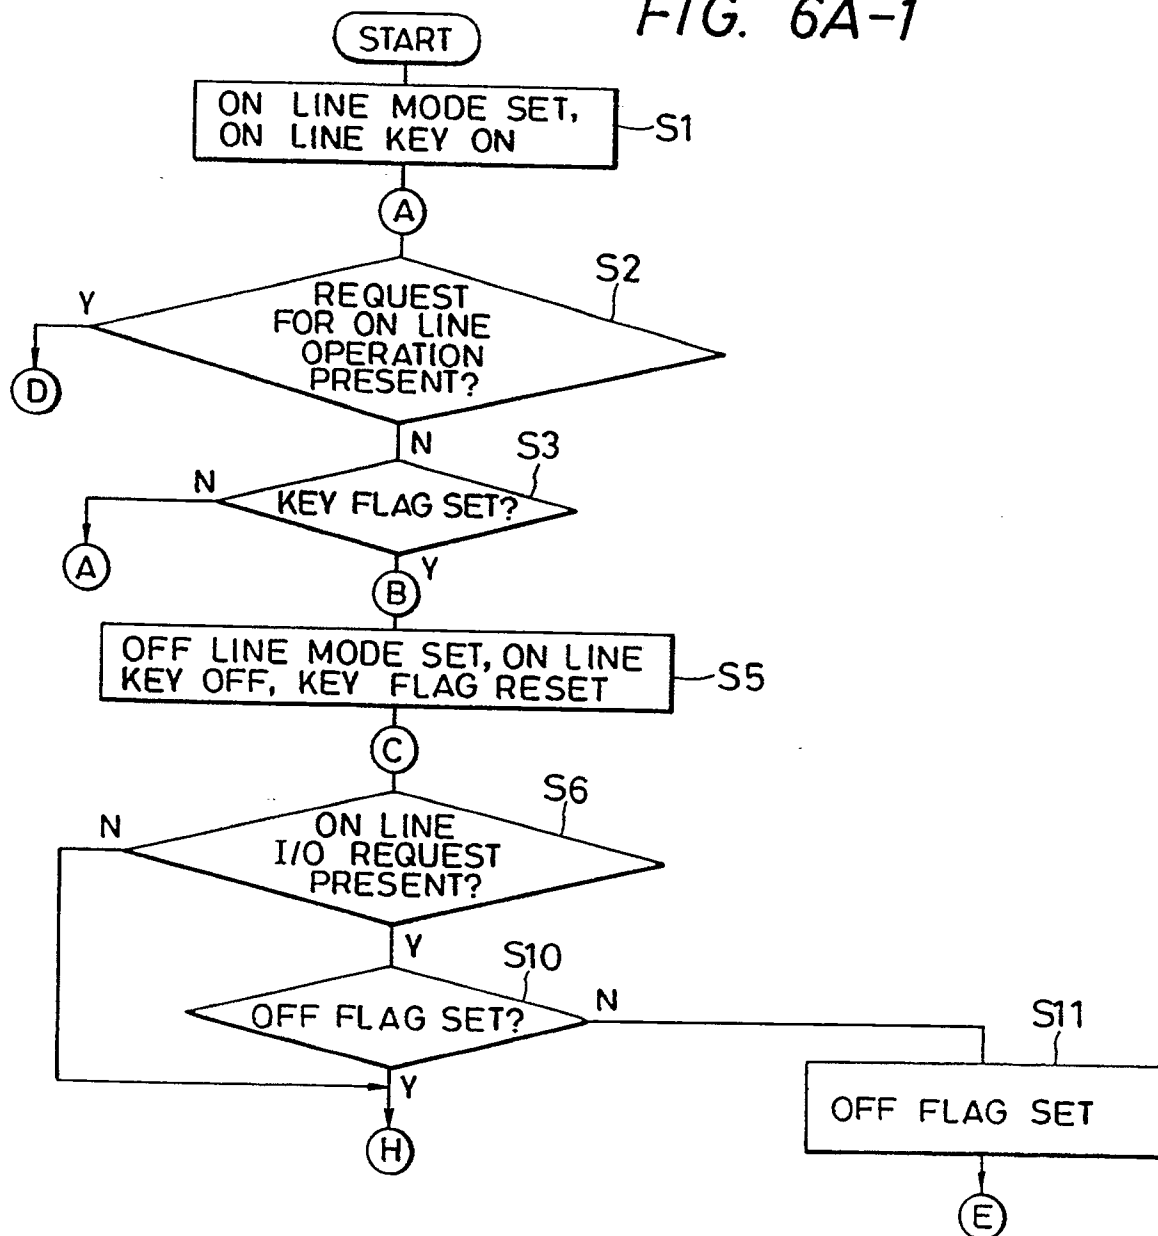 FIG. 6A-1
START
ON LINE MODE SET,
ON LINE KEY ON
S1
A
S2
Y
REQUEST
FOR ON LINE
OPERATION
PRESENT?
D
N
S3
N
KEY FLAG SET?
A
Y
B
OFF LINE MODE SET, ON LINE
KEY OFF, KEY FLAG RESET
S5
C
S6
N
ON LINE
I/O REQUEST
PRESENT?
Y
S10
OFF FLAG SET?
N
S11
Y
OFF FLAG SET
H
E